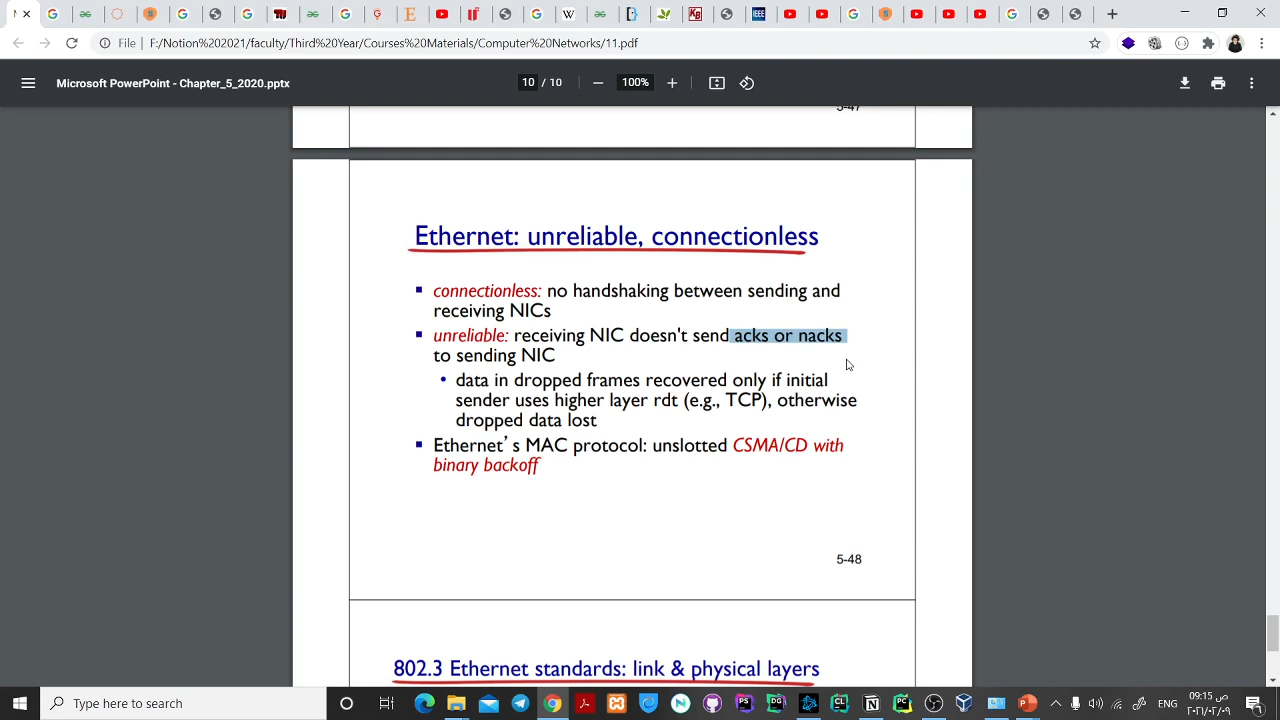 File
F:/Notion%202021/faculty/Third%20Year/Courses%20Materials/Compter%20Networks/11.pdf
Microsoft PowerPoint - Chapter_5_2020.pptx
10 / 10
100%
5-47
Ethernet: unreliable, connectionless
connectionless: no handshaking between sending and
receiving NICs
unreliable: receiving NIC doesn't send acks or nacks
to sending NIC
data in dropped frames recovered only if initial
sender uses higher layer rdt (e.g., TCP), otherwise
dropped data lost
Ethernet’s MAC protocol: unslotted CSMA/CD with
binary backoff
5-48
802.3 Ethernet standards: link & physical layers
Type here to search
ENG
09:15 ص